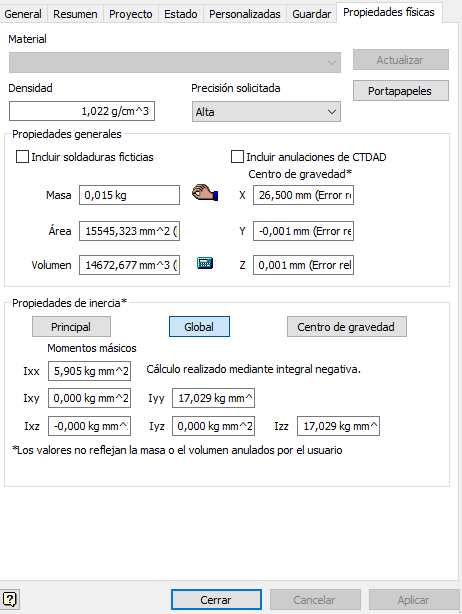 General Resumen Proyecto Estado Personalizadas Guardar Propiedades físicas
Material
Actualizar
Densidad Precisión solicitada
Portapapeles
1,022 g/cm^3 Alta
Propiedades generales
Incluir soldaduras ficticias Incluir anulaciones de CTDAD
Centro de gravedad*
Masa 0,015 kg X 26,500 mm (Error re
Área 15545,323 mm^2 ( Y -0,001 mm (Error re
Volumen 14672,677 mm^3 ( Z 0,001 mm (Error rel
Propiedades de inercia*
Principal Global Centro de gravedad
Momentos másicos
Ixx 5,905 kg mm^2 Cálculo realizado mediante integral negativa.
Ixy 0,000 kg mm^2 Iyy 17,029 kg mm^
Ixz -0,000 kg mm^ Iyz 0,000 kg mm^2 Izz 17,029 kg mm^
*Los valores no reflejan la masa o el volumen anulados por el usuario
? Cerrar Cancelar Aplicar